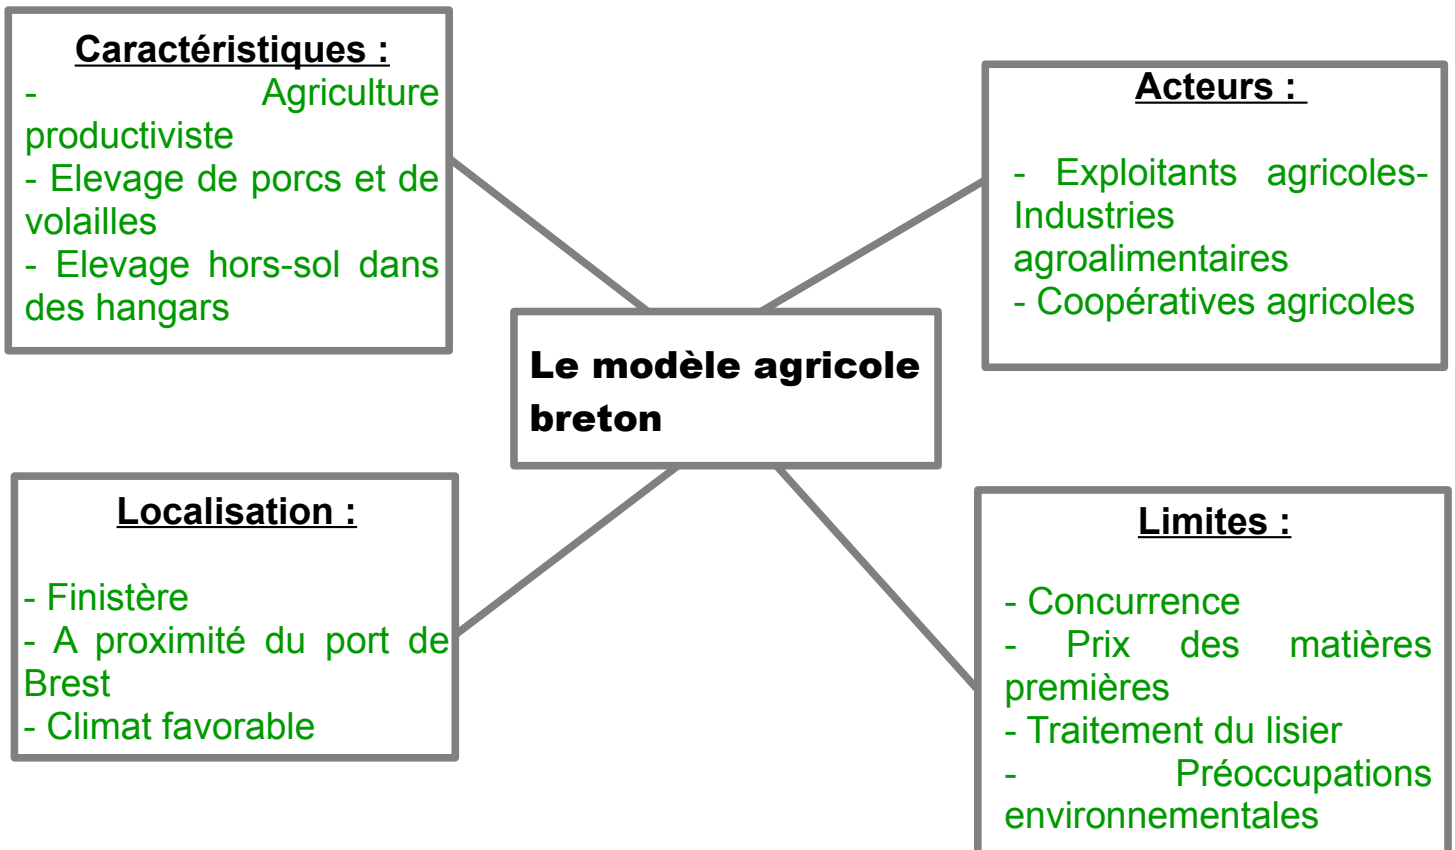 Caractéristiques :
- Agriculture
productiviste
- Elevage de porcs et de
volailles
- Elevage hors-sol dans
des hangars
Acteurs :
- Exploitants agricoles-
Industries
agroalimentaires
- Coopératives agricoles
Le modèle agricole
breton
Localisation :
- Finistère
- A proximité du port de
Brest
- Climat favorable
Limites :
- Concurrence
- Prix des matières
premières
- Traitement du lisier
- Préoccupations
environnementales